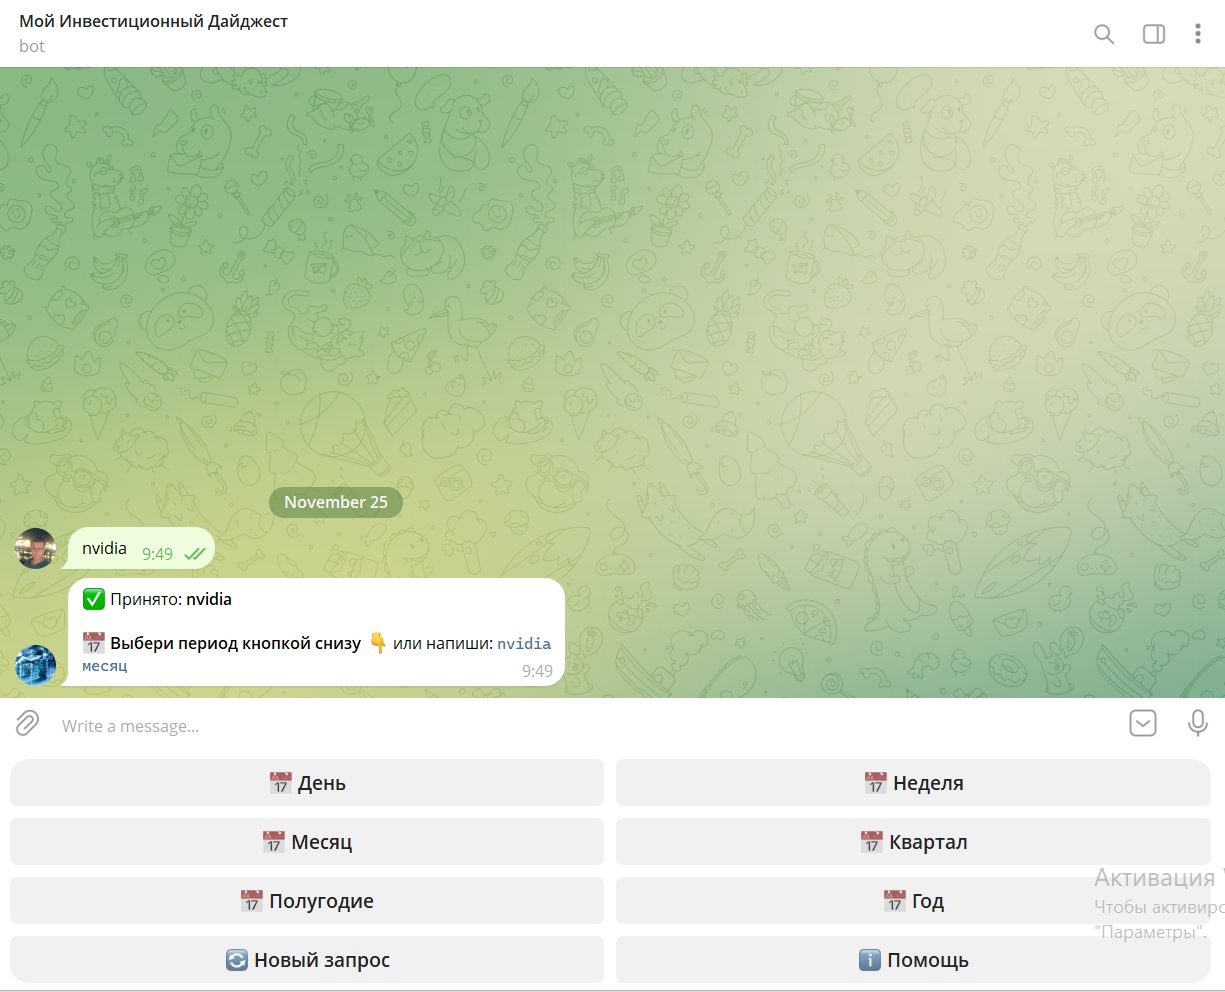 Мой Инвестиционный Дайджест
bot
November 25
nvidia 9:49
✅ Принято: nvidia
📅 Выбери период кнопкой снизу 👇 или напиши: nvidia
месяц 9:49
Write a message...
📅 День
📅 Неделя
📅 Месяц
📅 Квартал
📅 Полугодие
📅 Год
🔄 Новый запрос
ℹ️ Помощь
Активация
Чтобы
"Параметры".